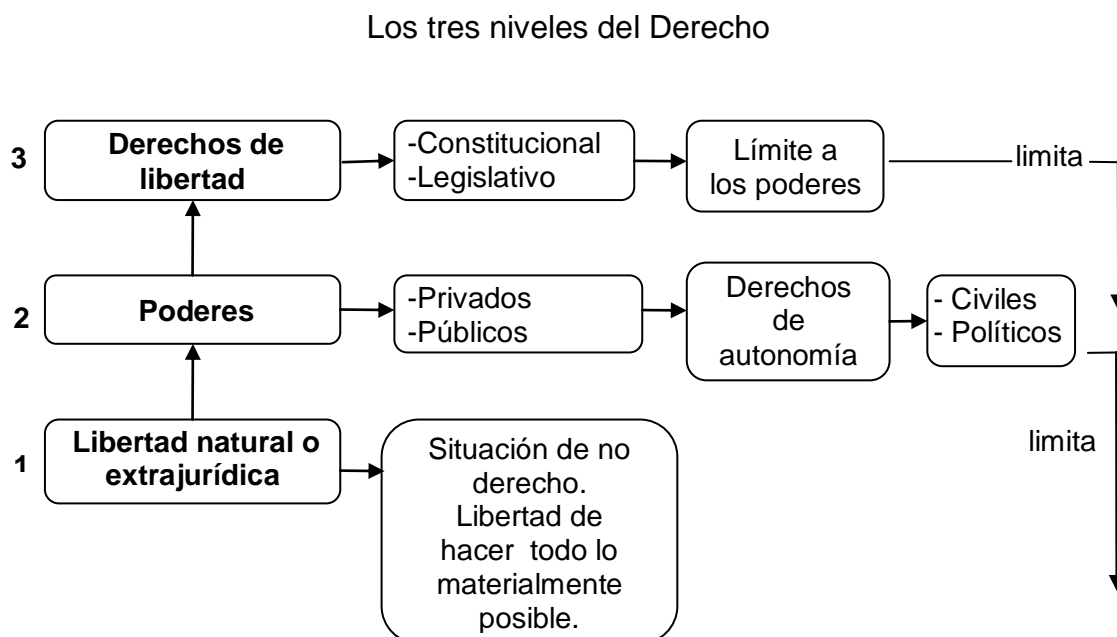 Los tres niveles del Derecho
3
Derechos de
libertad
-Constitucional
-Legislativo
Límite a
los poderes
limita
2
Poderes
-Privados
-Públicos
Derechos
de
autonomía
- Civiles
- Políticos
limita
1
Libertad natural o
extrajurídica
Situación de no
derecho.
Libertad de
hacer todo lo
materialmente
posible.